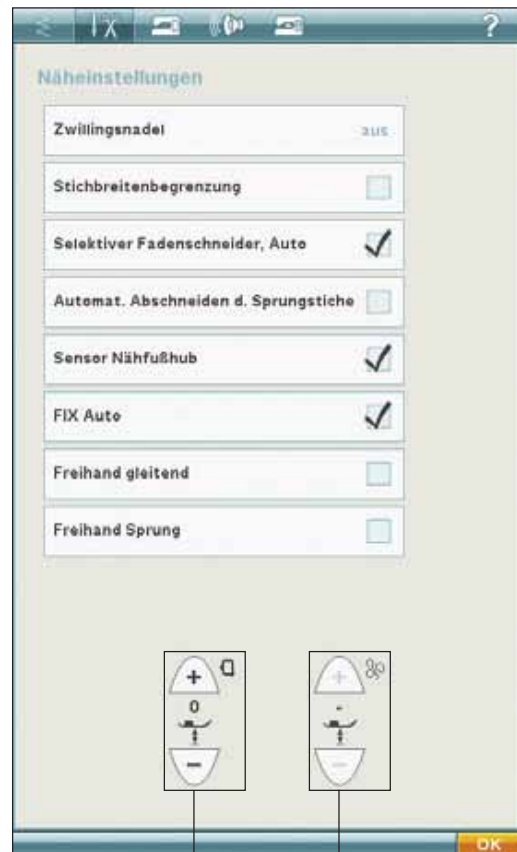 ?
Näheinstellungen
Zwillingsnadel aus
Stichbreitenbegrenzung
Selektiver Fadenschneider, Auto
Automat. Abschneiden d. Sprungstiche
Sensor Nähfußhub
FIX Auto
Freihand gleitend
Freihand Sprung
+ +
0 -
- -
OK